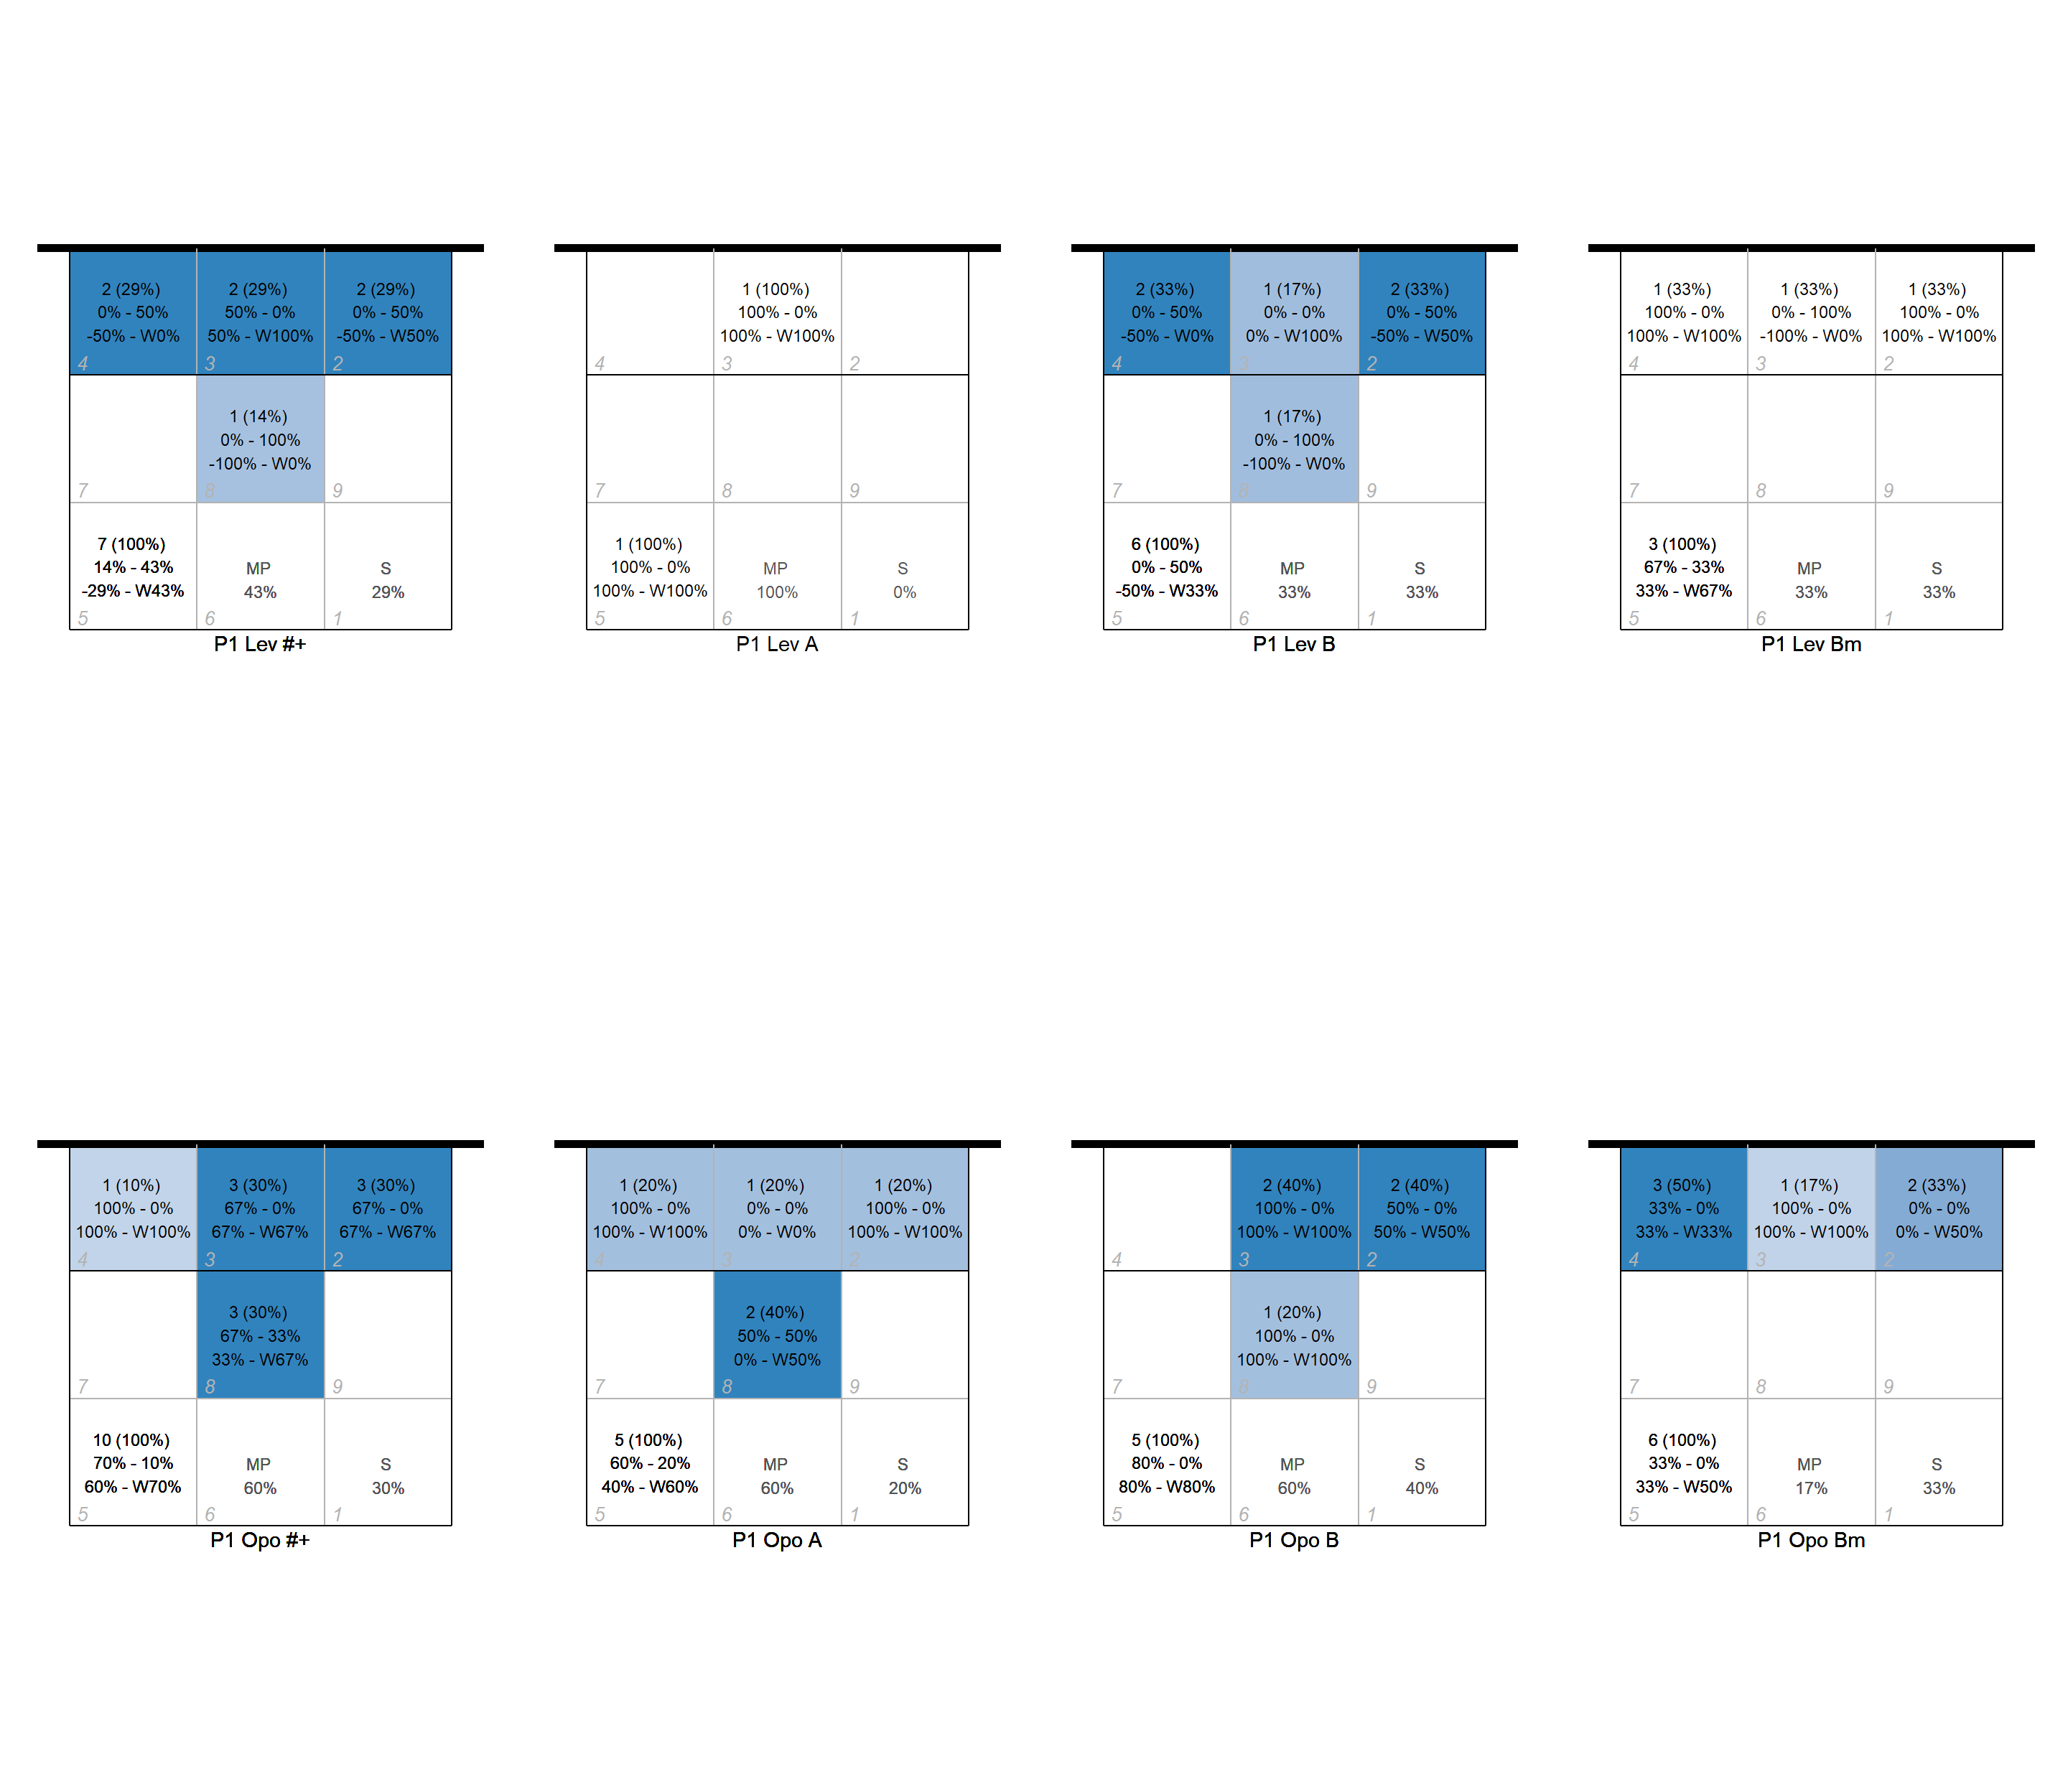 2 (29%)
0% - 50%
-50% - W0%
4
2 (29%)
50% - 0%
50% - W100%
3
2 (29%)
0% - 50%
-50% - W50%
2
7
1 (14%)
0% - 100%
-100% - W0%
8
9
7 (100%)
14% - 43%
-29% - W43%
5
MP
43%
6
S
29%
1
P1 Lev #+
4
1 (100%)
100% - 0%
100% - W100%
3
2
7
8
9
1 (100%)
100% - 0%
100% - W100%
5
MP
100%
6
S
0%
1
P1 Lev A
2 (33%)
0% - 50%
-50% - W0%
4
1 (17%)
0% - 0%
0% - W100%
3
2 (33%)
0% - 50%
-50% - W50%
2
7
1 (17%)
0% - 100%
-100% - W0%
8
9
6 (100%)
0% - 50%
-50% - W33%
5
MP
33%
6
S
33%
1
P1 Lev B
1 (33%)
100% - 0%
100% - W100%
4
1 (33%)
0% - 100%
-100% - W0%
3
1 (33%)
100% - 0%
100% - W100%
2
7
8
9
3 (100%)
67% - 33%
33% - W67%
5
MP
33%
6
S
33%
1
P1 Lev Bm
1 (10%)
100% - 0%
100% - W100%
4
3 (30%)
67% - 0%
67% - W67%
3
3 (30%)
67% - 0%
67% - W67%
2
7
3 (30%)
67% - 33%
33% - W67%
8
9
10 (100%)
70% - 10%
60% - W70%
5
MP
60%
6
S
30%
1
P1 Opo #+
1 (20%)
100% - 0%
100% - W100%
4
1 (20%)
0% - 0%
0% - W0%
3
1 (20%)
100% - 0%
100% - W100%
2
7
2 (40%)
50% - 50%
0% - W50%
8
9
5 (100%)
60% - 20%
40% - W60%
5
MP
60%
6
S
20%
1
P1 Opo A
4
2 (40%)
100% - 0%
100% - W100%
3
2 (40%)
50% - 0%
50% - W50%
2
7
1 (20%)
100% - 0%
100% - W100%
8
9
5 (100%)
80% - 0%
80% - W80%
5
MP
60%
6
S
40%
1
P1 Opo B
3 (50%)
33% - 0%
33% - W33%
4
1 (17%)
100% - 0%
100% - W100%
3
2 (33%)
0% - 0%
0% - W50%
2
7
8
9
6 (100%)
33% - 0%
33% - W50%
5
MP
17%
6
S
33%
1
P1 Opo Bm